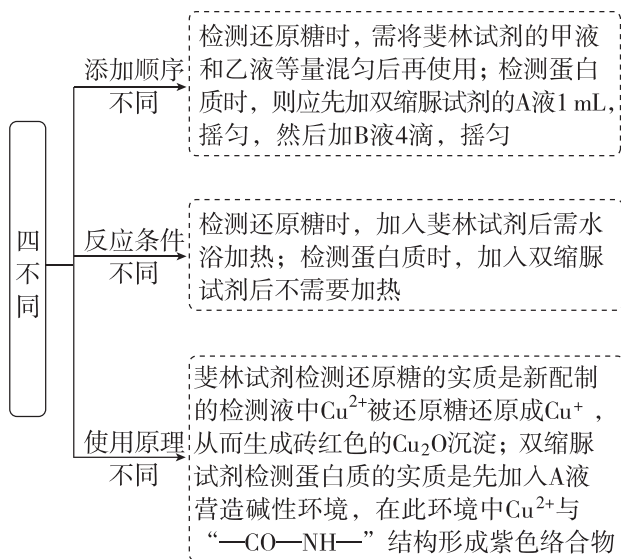 四不同
添加顺序
不同
检测还原糖时，需将斐林试剂的甲液
和乙液等量混匀后再使用；检测蛋白
质时，则应先加双缩脲试剂的A液1 mL，
摇匀，然后加B液4滴，摇匀
反应条件
不同
检测还原糖时，加入斐林试剂后需水
浴加热；检测蛋白质时，加入双缩脲
试剂后不需要加热
使用原理
不同
斐林试剂检测还原糖的实质是新配制
的检测液中Cu²⁺被还原糖还原成Cu⁺，
从而生成砖红色的Cu₂O沉淀；双缩脲
试剂检测蛋白质的实质是先加入A液
营造碱性环境，在此环境中Cu²⁺与
“—CO—NH—”结构形成紫色络合物